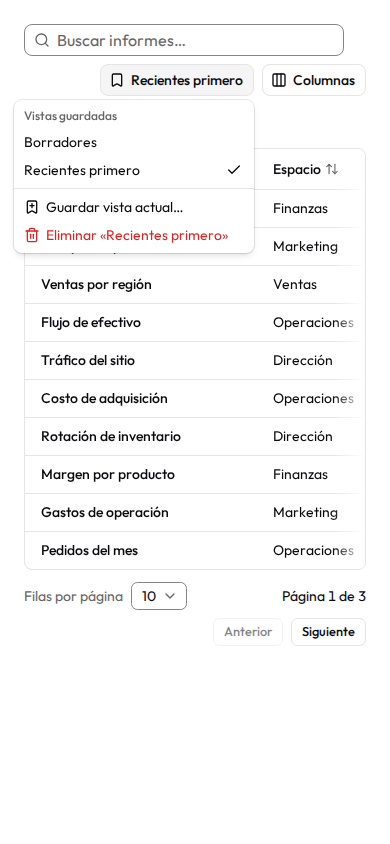 Buscar informes…
Recientes primero
Columnas
Vistas guardadas
Borradores
Recientes primero
Guardar vista actual…
Eliminar «Recientes primero»
Espacio
Finanzas
Marketing
Ventas por región Ventas
Flujo de efectivo Operaciones
Tráfico del sitio Dirección
Costo de adquisición Operaciones
Rotación de inventario Dirección
Margen por producto Finanzas
Gastos de operación Marketing
Pedidos del mes Operaciones
Filas por página 10 Página 1 de 3
Anterior Siguiente